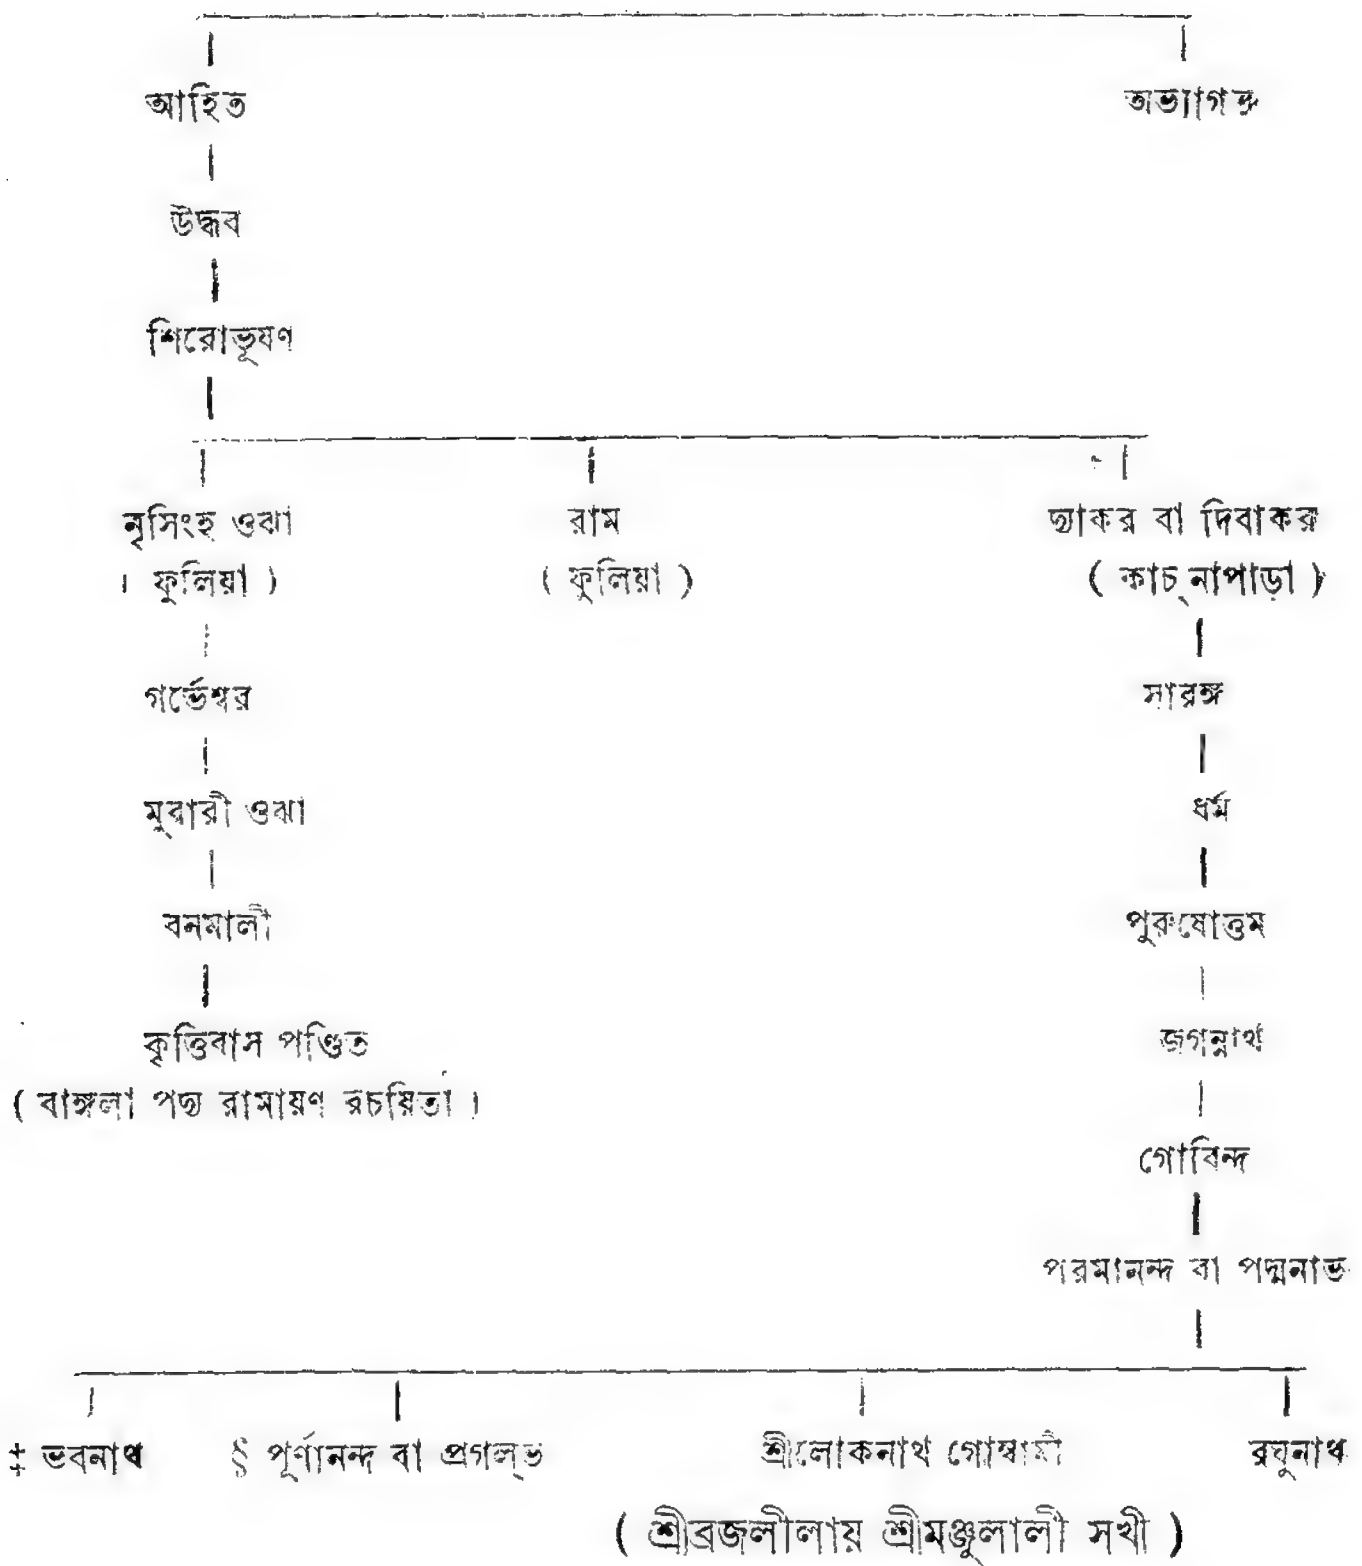 আহিত অভ্যাগত
উদ্ধব
শিরোভূষণ
নৃসিংহ ওঝা রাম দ্যাকর বা দিবাকর
( ফুলিয়া ) ( ফুলিয়া ) ( কাচ্‌নাপাড়া )
গর্ভেশ্বর সারঙ্গ
মুরারী ওঝা ধর্ম
বনমালী পুরুষোত্তম
কৃত্তিবাস পণ্ডিত জগন্নাথ
( বাঙ্গলা পদ্য রামায়ণ রচয়িতা )
গোবিন্দ
পরমানন্দ বা পদ্মনাভ
‡ ভবনাথ § পূর্ণানন্দ বা প্রগল্‌ভ শ্রীলোকনাথ গোস্বামী রঘুনাথ
( শ্রীব্রজলীলায় শ্রীমঞ্জুলালী সখী )